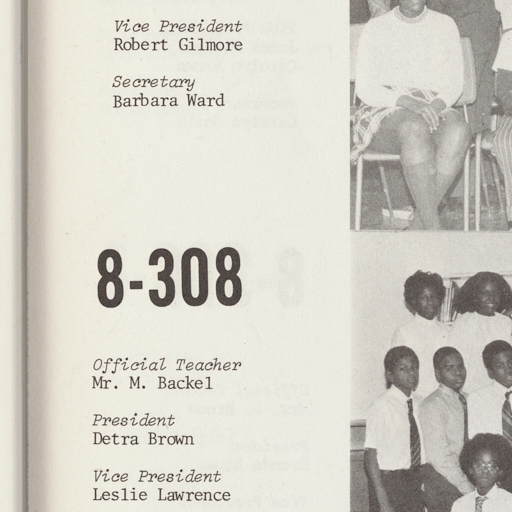 Vice President
Robert Gilmore
Secretary
Barbara Ward
8-308
Official Teacher
Mr. M. Backel
President
Detra Brown
Vice President
Leslie Lawrence